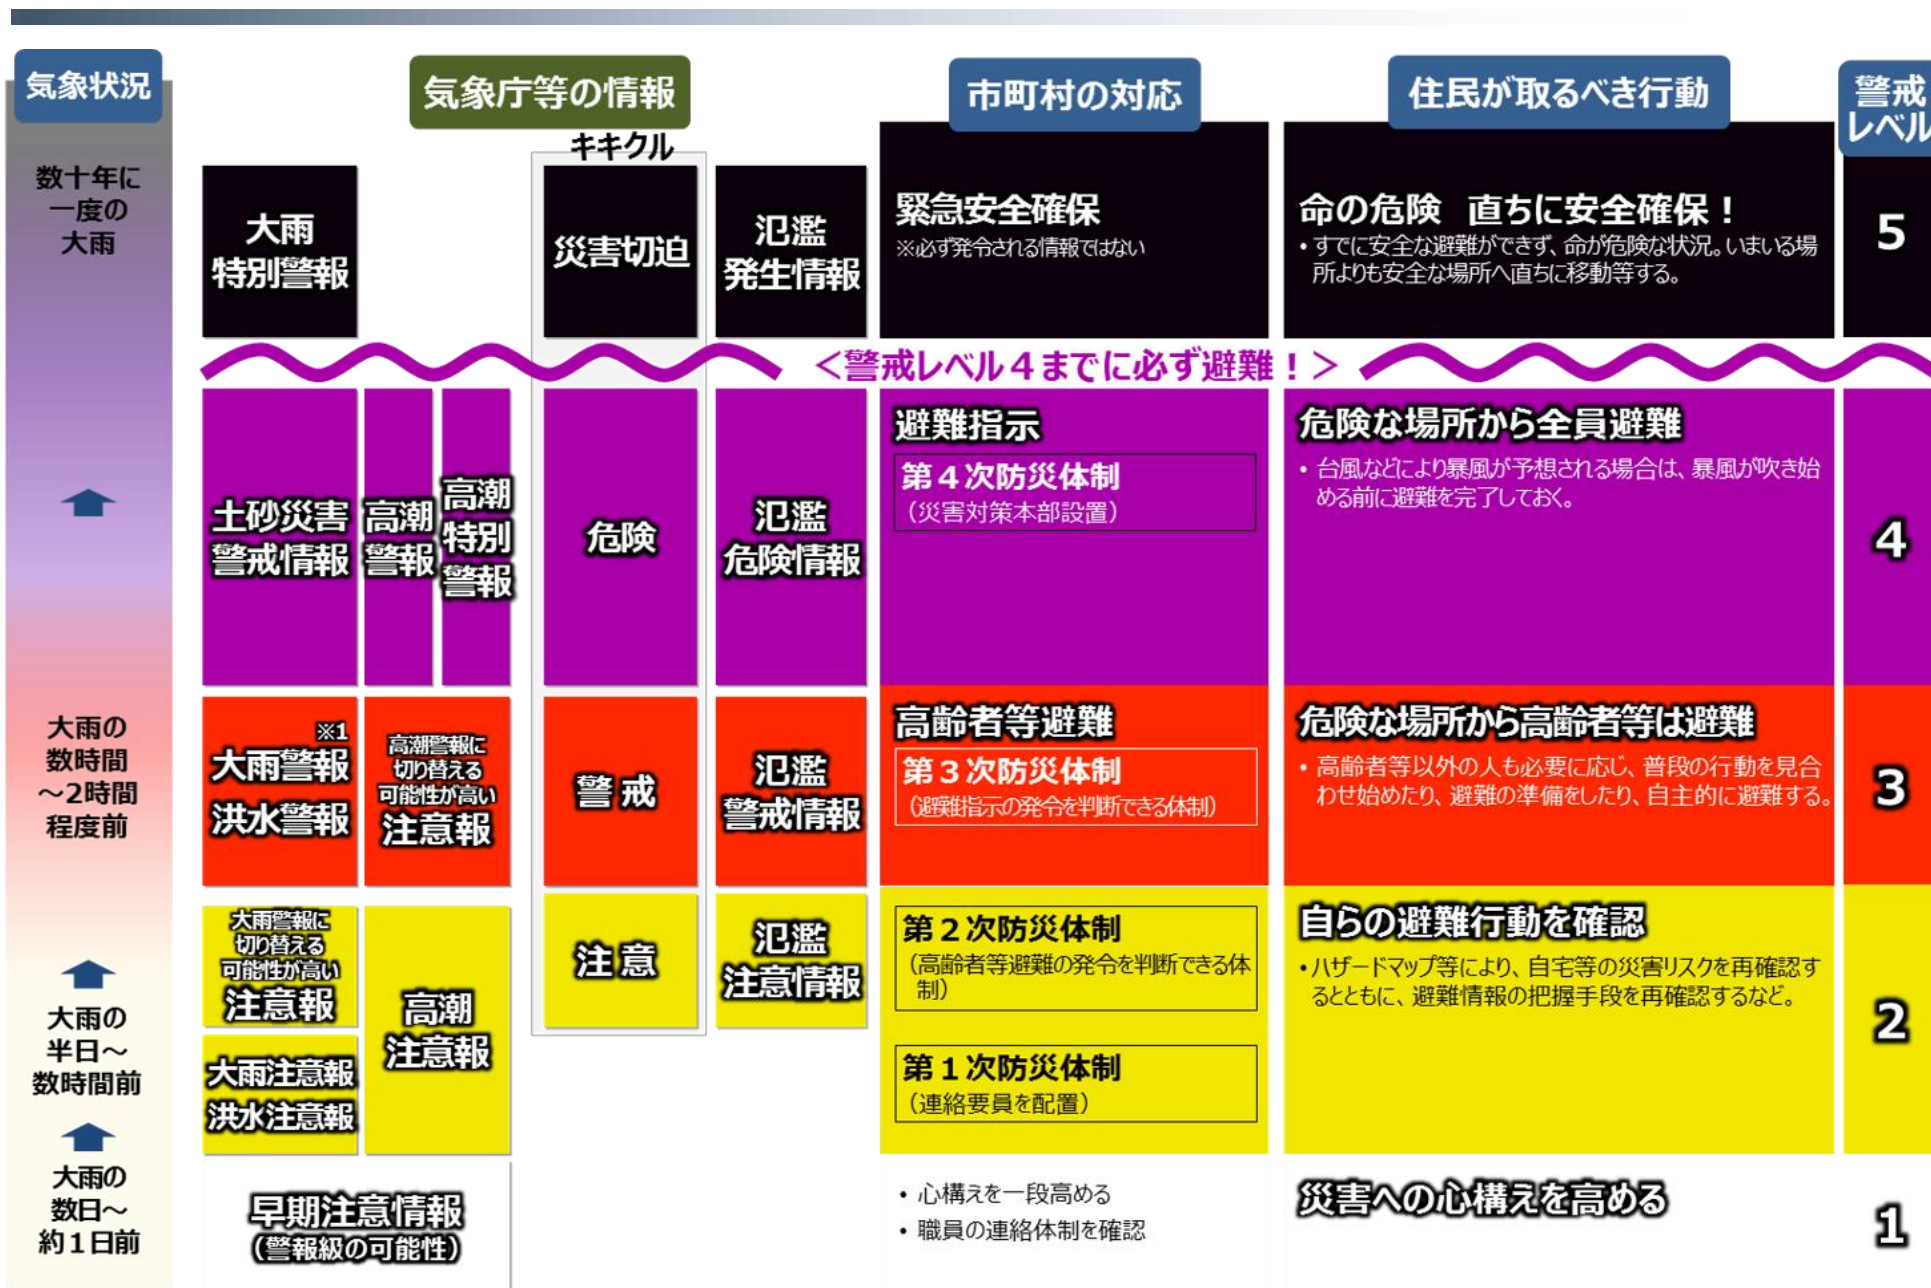 気象状況
気象庁等の情報
市町村の対応
住民が取るべき行動
警戒
レベル
キキクル
数十年に
一度の
大雨
大雨
特別警報
災害切迫
氾濫
発生情報
緊急安全確保
※必ず発令される情報ではない
命の危険 直ちに安全確保！
・すでに安全な避難ができず、命が危険な状況。いまいる場
所よりも安全な場所へ直ちに移動等する。
5
＜警戒レベル４までに必ず避難！＞
土砂災害
警戒情報
高潮
警報
高潮
特別
警報
危険
氾濫
危険情報
避難指示
第４次防災体制
（災害対策本部設置）
危険な場所から全員避難
・台風などにより暴風が予想される場合は、暴風が吹き始
める前に避難を完了しておく。
4
大雨の
数時間
～2時間
程度前
※1
大雨警報
洪水警報
高潮警報に
切り替える
可能性が高い
注意報
警戒
氾濫
警戒情報
高齢者等避難
第３次防災体制
（避難指示の発令を判断できる体制）
危険な場所から高齢者等は避難
・高齢者等以外の人も必要に応じ、普段の行動を見合
わせ始めたり、避難の準備をしたり、自主的に避難する。
3
大雨の
半日～
数時間前
大雨警報に
切り替える
可能性が高い
注意報
大雨注意報
洪水注意報
高潮
注意報
注意
氾濫
注意情報
第２次防災体制
（高齢者等避難の発令を判断できる体
制）
第１次防災体制
（連絡要員を配置）
自らの避難行動を確認
・ハザードマップ等により、自宅等の災害リスクを再確認す
るとともに、避難情報の把握手段を再確認するなど。
2
大雨の
数日～
約１日前
早期注意情報
（警報級の可能性）
・心構えを一段高める
・職員の連絡体制を確認
災害への心構えを高める
1